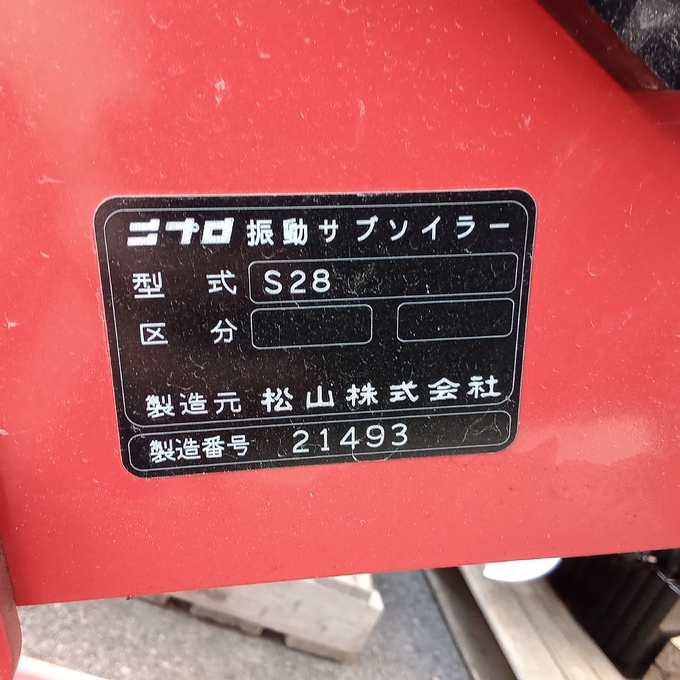 ニプロ 振動サブソイラー
型 式 S28
区 分
製造元 松山株式会社
製造番号 21493